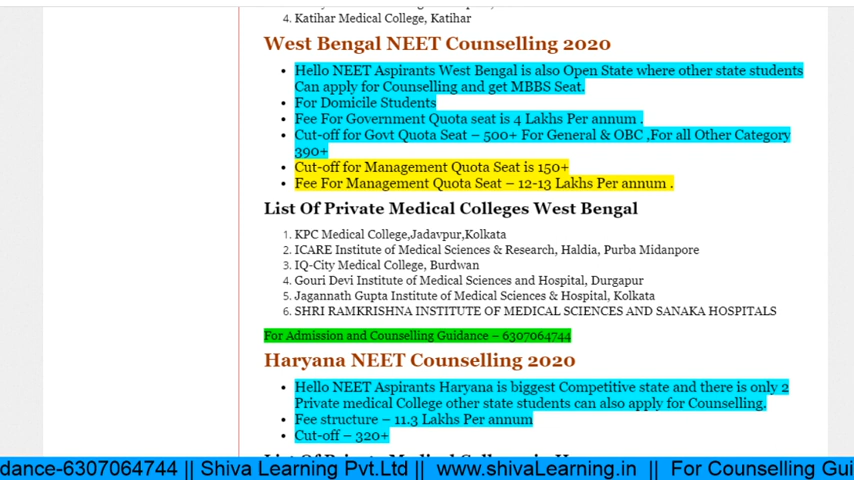 4. Katihar Medical College, Katihar
West Bengal NEET Counselling 2020
• Hello NEET Aspirants West Bengal is also Open State where other state students
Can apply for Counselling and get MBBS Seat.
• For Domicile Students
• Fee For Government Quota seat is 4 Lakhs Per annum .
• Cut-off for Govt Quota Seat – 500+ For General & OBC ,For all Other Category
390+
• Cut-off for Management Quota Seat is 150+
• Fee For Management Quota Seat – 12-13 Lakhs Per annum .
List Of Private Medical Colleges West Bengal
1. KPC Medical College,Jadavpur,Kolkata
2. ICARE Institute of Medical Sciences & Research, Haldia, Purba Midanpore
3. IQ-City Medical College, Burdwan
4. Gouri Devi Institute of Medical Sciences and Hospital, Durgapur
5. Jagannath Gupta Institute of Medical Sciences & Hospital, Kolkata
6. SHRI RAMKRISHNA INSTITUTE OF MEDICAL SCIENCES AND SANAKA HOSPITALS
For Admission and Counselling Guidance – 6307064744
Haryana NEET Counselling 2020
• Hello NEET Aspirants Haryana is biggest Competitive state and there is only 2
Private medical College other state students can also apply for Counselling.
• Fee structure – 11.3 Lakhs Per annum
• Cut-off – 320+
dance-6307064744 || Shiva Learning Pvt.Ltd || www.shivaLearning.in || For Counselling Gui